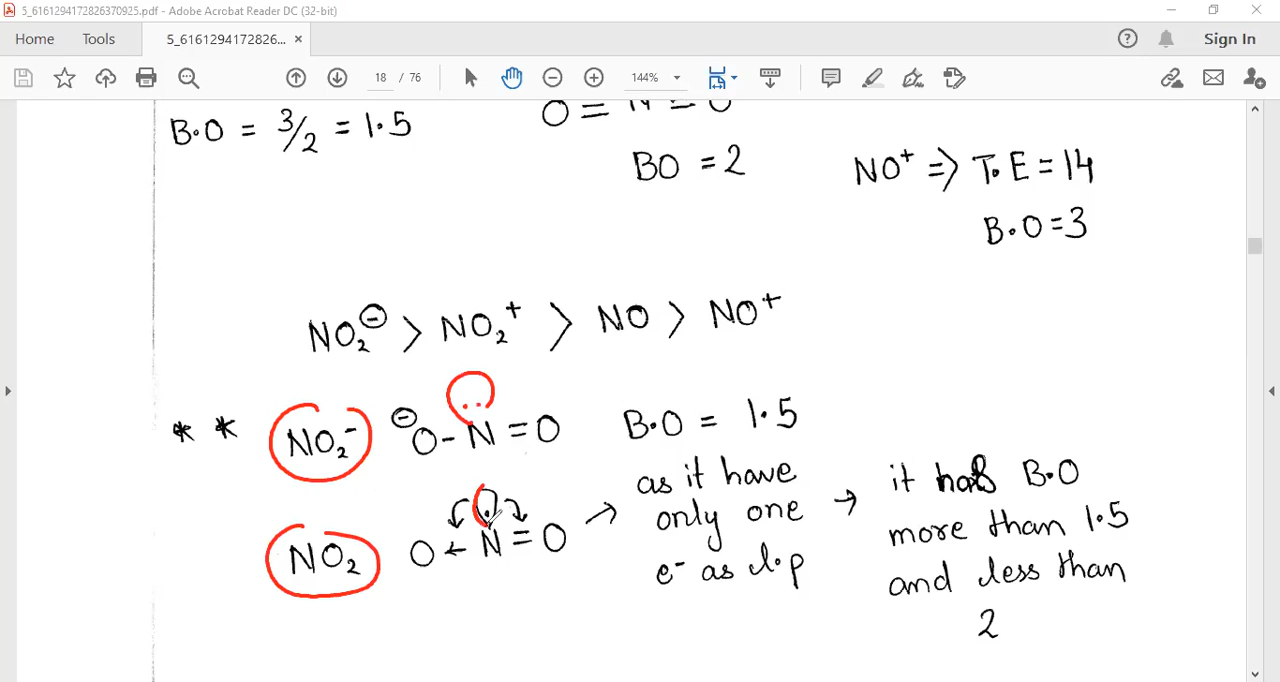 5_6161294172826370925.pdf - Adobe Acrobat Reader DC (32-bit)
Home Tools 5_6161294172826... × Sign In
18 / 76 144%
B.O = 3/2 = 1.5
O = N = O
BO = 2
NO⁺ => T.E = 14
B.O = 3
NO₂⊖ > NO₂⁺ > NO > NO⁺
** NO₂⁻ ⊖O - N̈ = O B.O = 1.5
as it have
only one
e⁻ as l.p
NO₂ O ← N = O → → it has B.O
more than 1.5
and less than
2